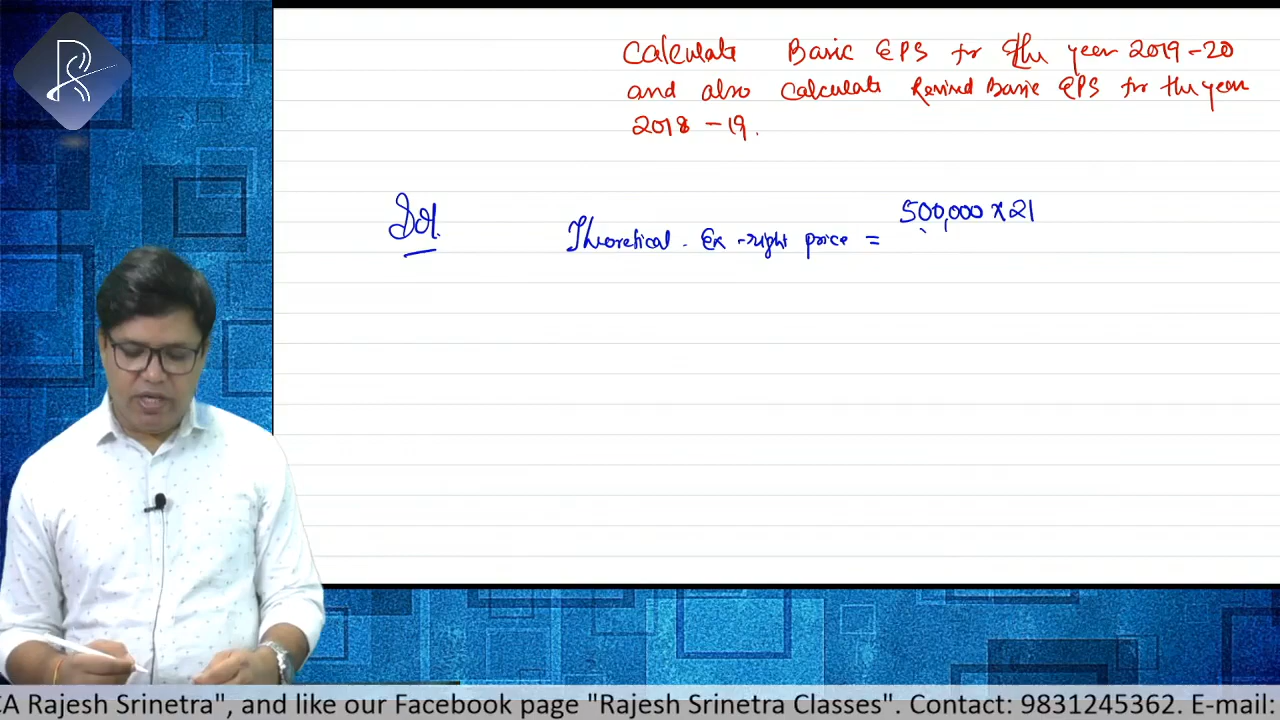 RS
Calculate Basic EPS for the year 2019-20
and also calculate Revised Basic EPS for the year
2018-19.
Sol.
500,000 x 21
Theoretical. Ex-right price =
CA Rajesh Srinetra", and like our Facebook page "Rajesh Srinetra Classes". Contact: 9831245362. E-mail: